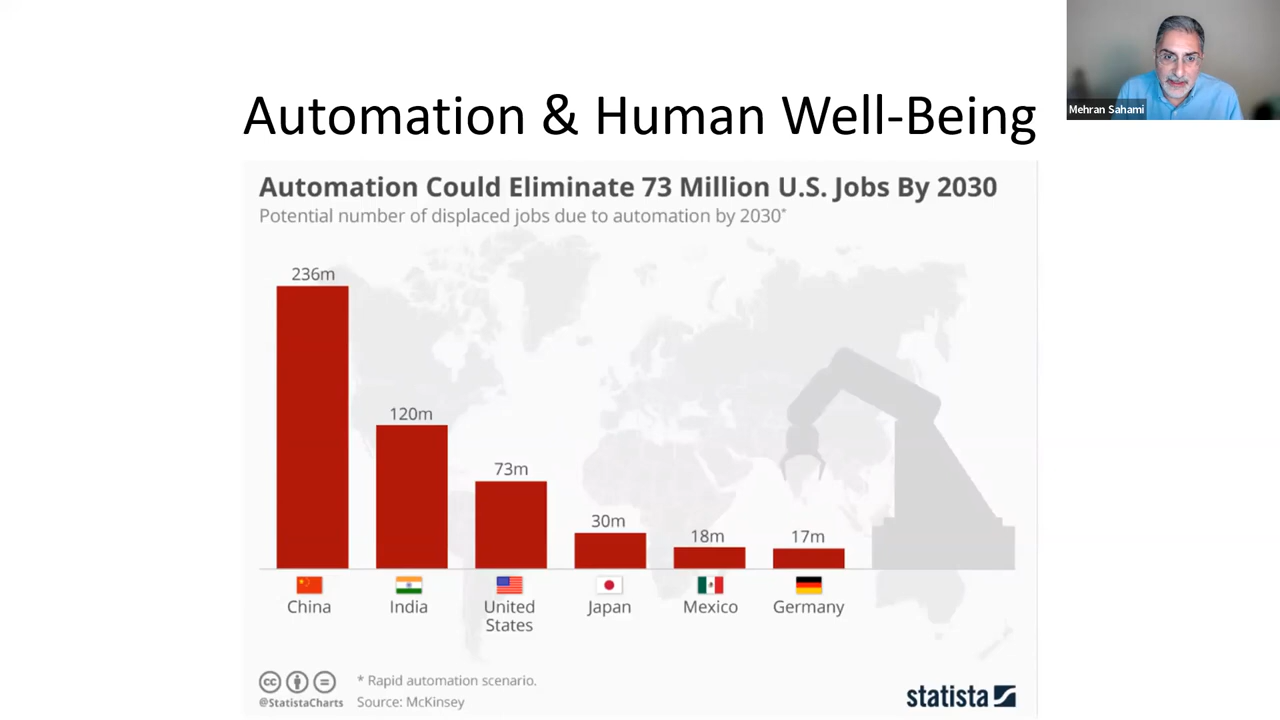 Mehran Sahami
Automation & Human Well-Being
Automation Could Eliminate 73 Million U.S. Jobs By 2030
Potential number of displaced jobs due to automation by 2030*
236m
120m
73m
30m
18m
17m
China
India
United
States
Japan
Mexico
Germany
cc
@StatistaCharts
* Rapid automation scenario.
Source: McKinsey
statista